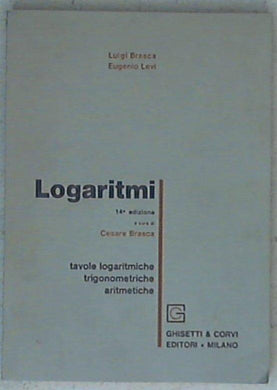 Luigi Brasca
Eugenio Levi
Logaritmi
14ª edizione
a cura di
Cesare Brasca
tavole logaritmiche
trigonometriche
aritmetiche
GHISETTI & CORVI
EDITORI • MILANO